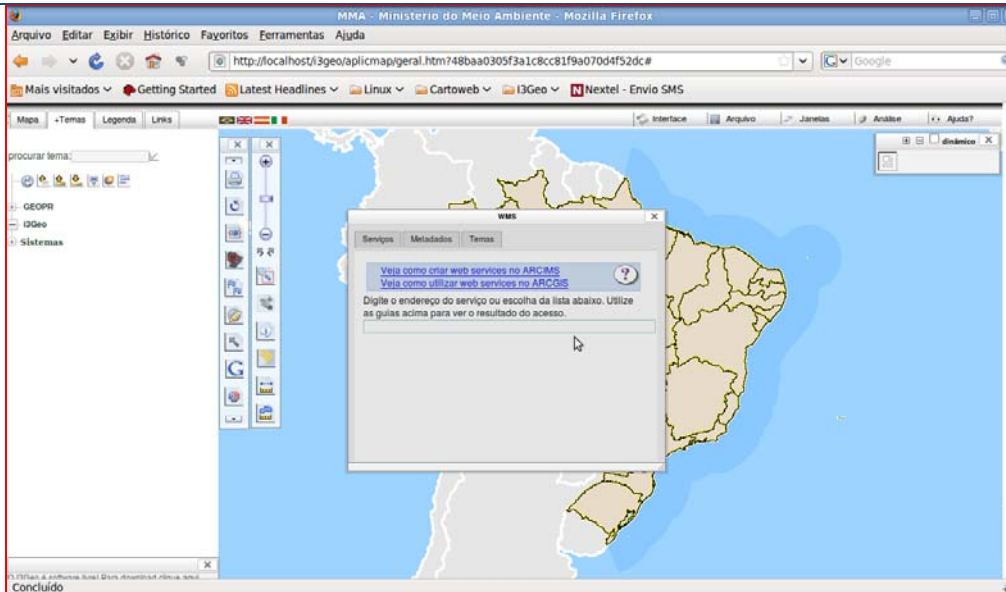 MMA - Ministerio do Meio Ambiente - Mozilla Firefox
Arquivo Editar Exibir Histórico Favoritos Ferramentas Ajuda
http://localhost/i3geo/aplicmap/geral.htm?48baa0305f3a1c8cc81f9a070d4f52dc#
Google
Mais visitados Getting Started Latest Headlines Linux Cartoweb I3Geo Nextel - Envio SMS
Mapa +Temas Legenda Links
Interface Arquivo Janelas Análise Ajuda?
procurar tema:
dinâmico
GEOPR
I3Geo
Sistemas
WMS
Serviços Metadados Temas
Veja como criar web services no ARCIMS
Veja como utilizar web services no ARCGIS
?
Digite o endereço do serviço ou escolha da lista abaixo. Utilize
as guias acima para ver o resultado do acesso.
G
Concluído